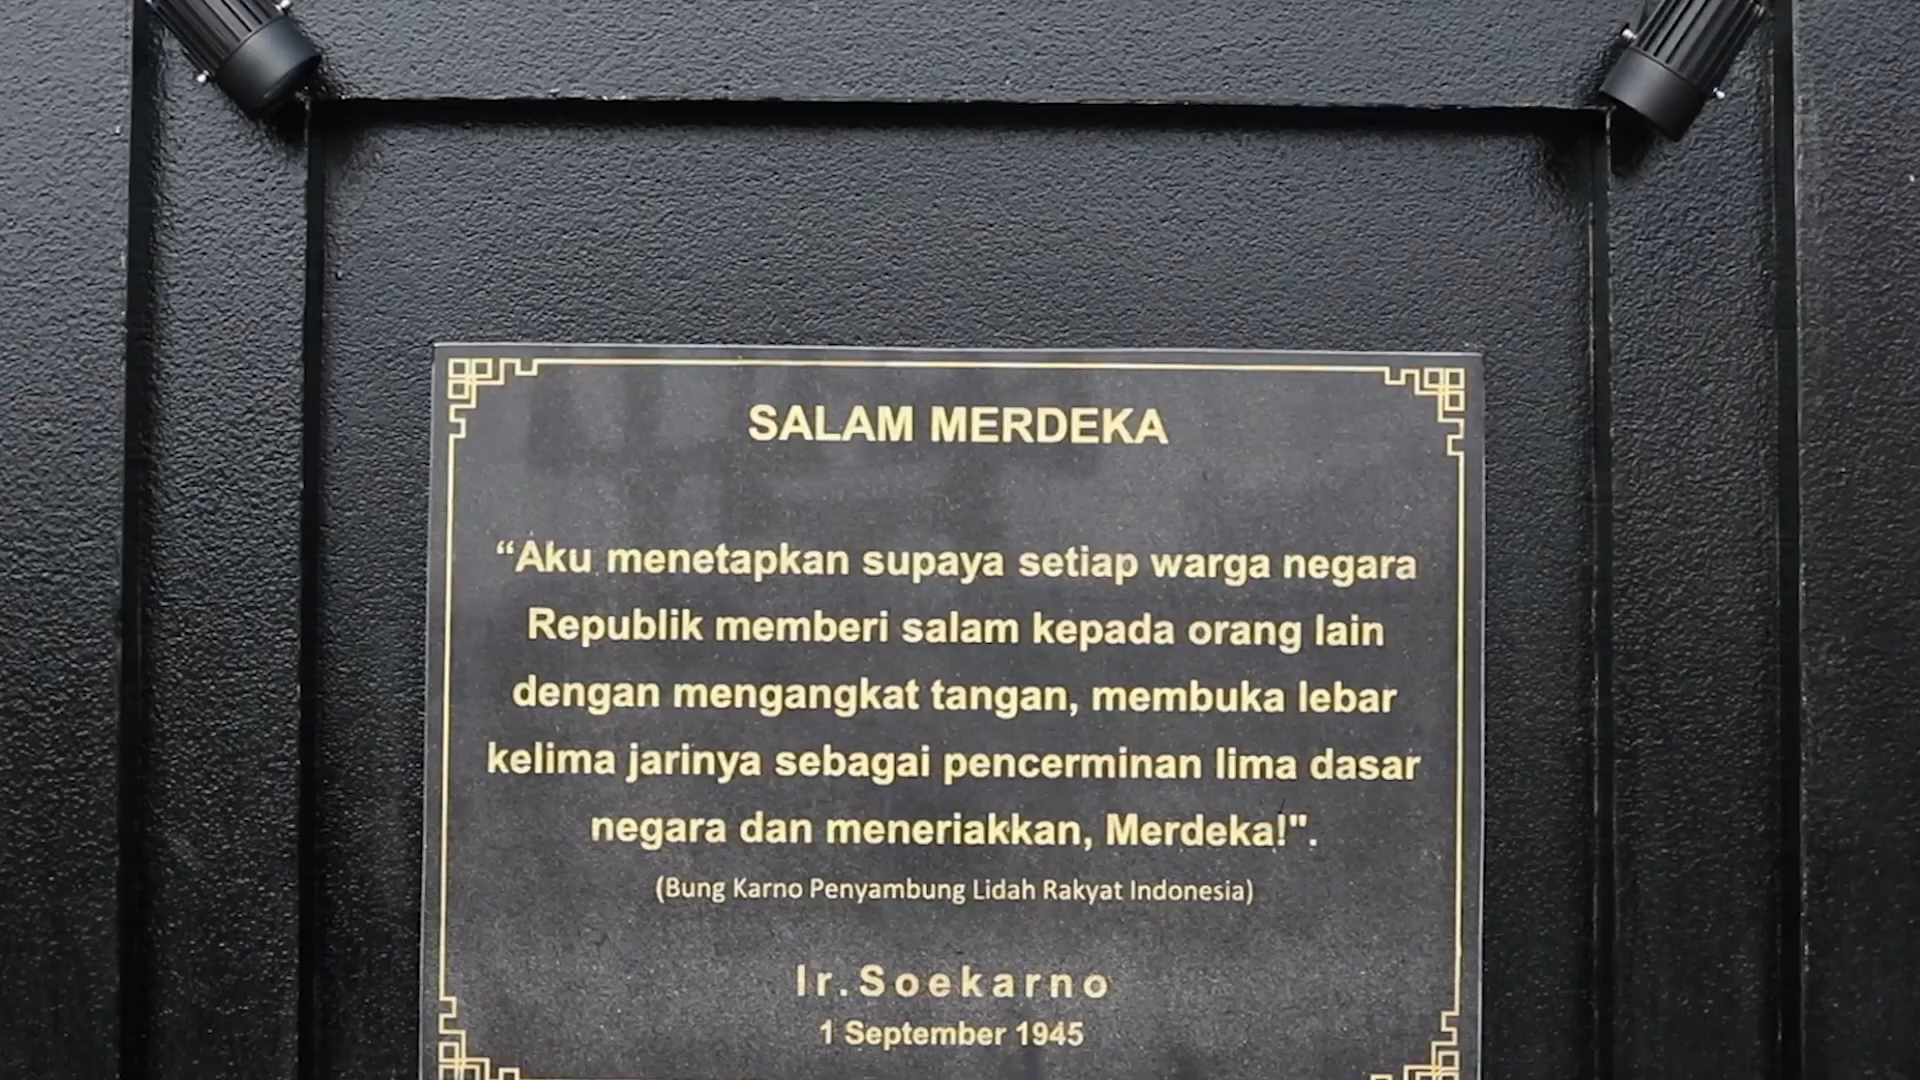 SALAM MERDEKA
“Aku menetapkan supaya setiap warga negara
Republik memberi salam kepada orang lain
dengan mengangkat tangan, membuka lebar
kelima jarinya sebagai pencerminan lima dasar
negara dan meneriakkan, Merdeka!".
(Bung Karno Penyambung Lidah Rakyat Indonesia)
Ir.Soekarno
1 September 1945